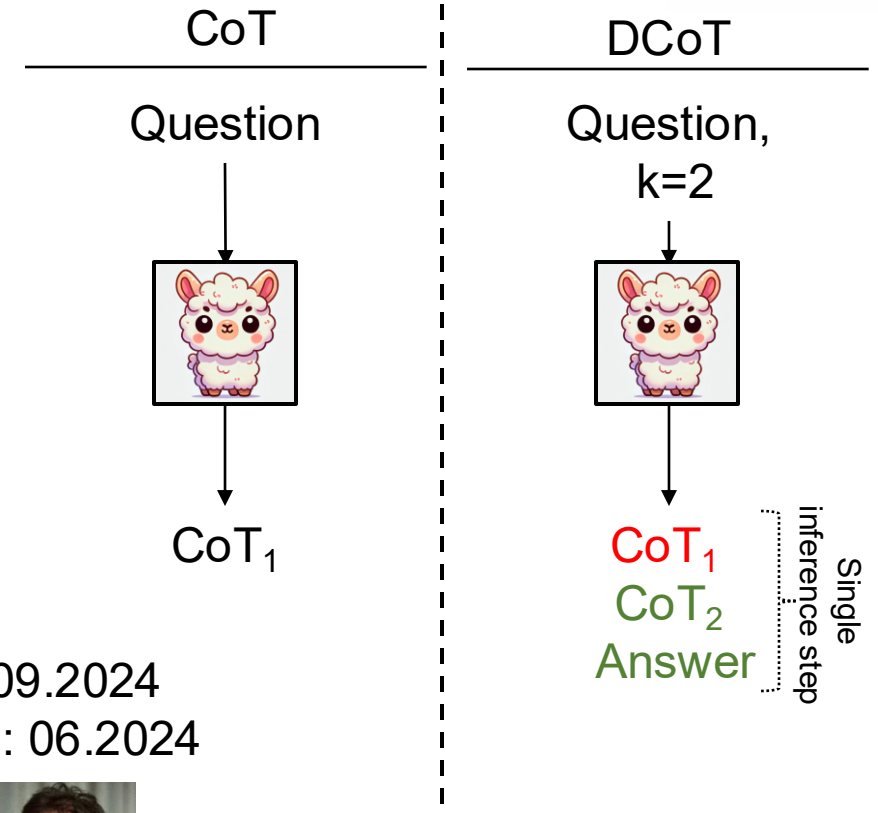 CoT
Question
CoT₁
09.2024
: 06.2024
DCoT
Question,
k=2
CoT₁
CoT₂
Answer
Single
inference step